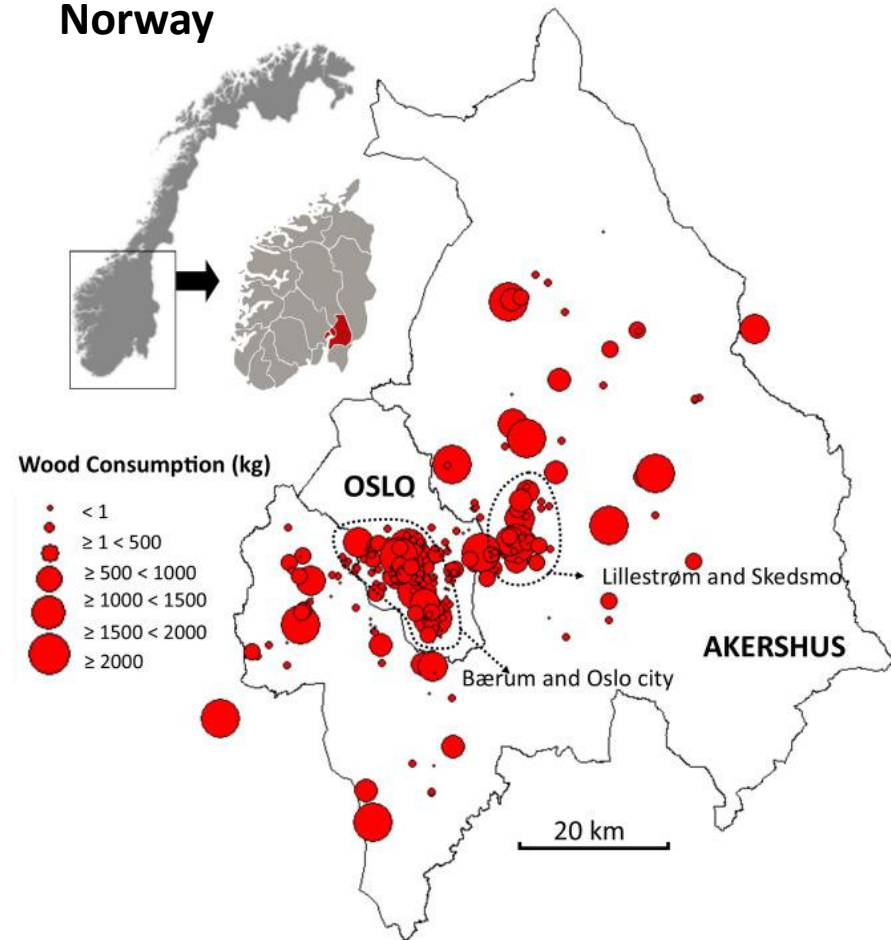 Norway
Wood Consumption (kg)
< 1
≥ 1 < 500
≥ 500 < 1000
≥ 1000 < 1500
≥ 1500 < 2000
≥ 2000
OSLO
Lillestrøm and Skedsmo
AKERSHUS
Bærum and Oslo city
20 km